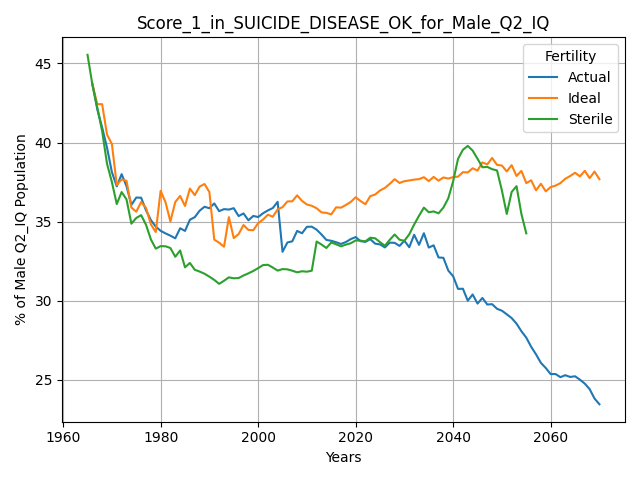 Score_1_in_SUICIDE_DISEASE_OK_for_Male_Q2_IQ
Fertility
Actual
Ideal
Sterile
% of Male Q2_IQ Population
45
40
35
30
25
1960
1980
2000
2020
2040
2060
Years